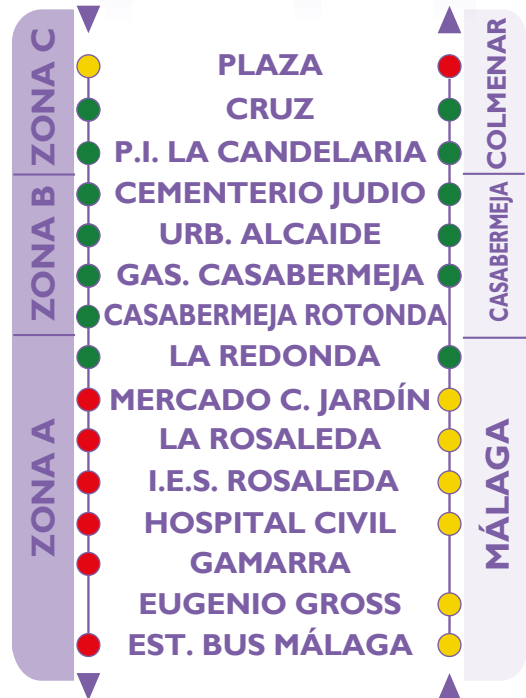 ZONA C
ZONA B
ZONA A
PLAZA
CRUZ
P.I. LA CANDELARIA
CEMENTERIO JUDIO
URB. ALCAIDE
GAS. CASABERMEJA
CASABERMEJA ROTONDA
LA REDONDA
MERCADO C. JARDÍN
LA ROSALEDA
I.E.S. ROSALEDA
HOSPITAL CIVIL
GAMARRA
EUGENIO GROSS
EST. BUS MÁLAGA
COLMENAR
CASABERMEJA
MÁLAGA